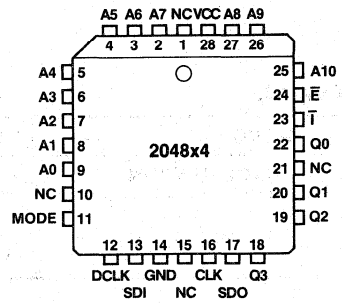 A5 A6 A7 NC VCC A8 A9
4 3 2 1 28 27 26
A4 5
A3 6
A2 7
A1 8
A0 9
NC 10
MODE 11
2048x4
25 A10
24 E̅
23 I̅
22 Q0
21 NC
20 Q1
19 Q2
12 13 14 15 16 17 18
DCLK GND CLK Q3
SDI NC SDO